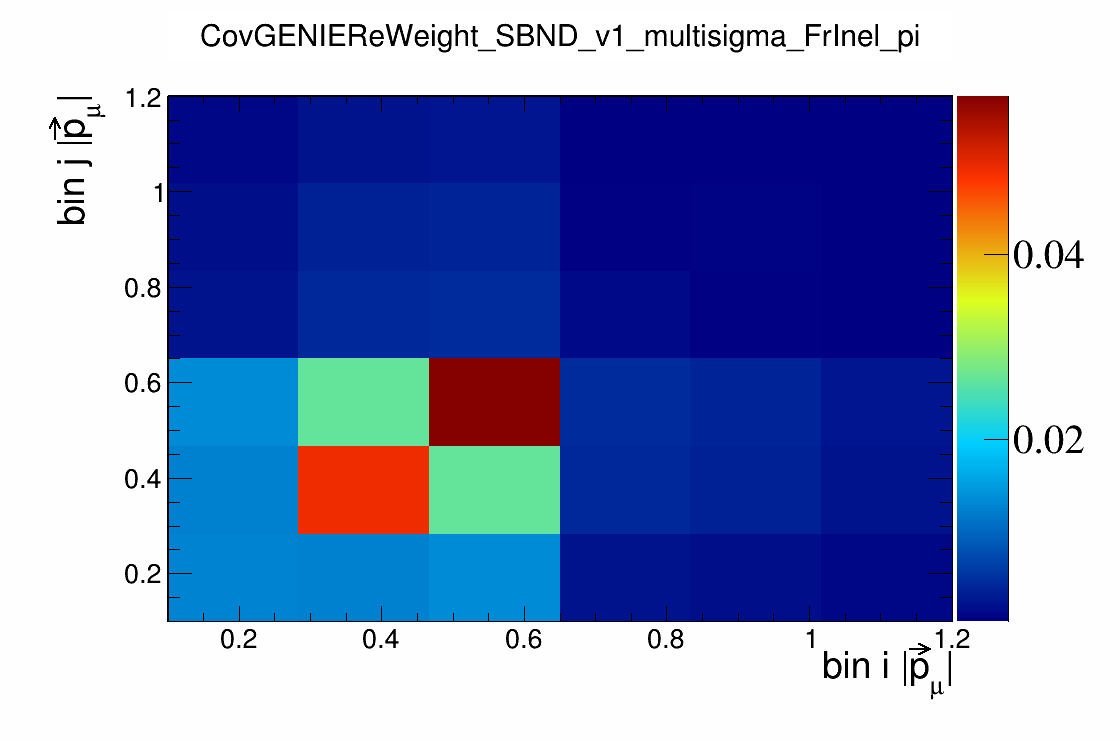 CovGENIEReWeight_SBND_v1_multisigma_FrInel_pi
bin j |p⃗μ|
1.2
1
0.8
0.6
0.4
0.2
0.04
0.02
0.2 0.4 0.6 0.8 1 1.2
bin i |p⃗μ|